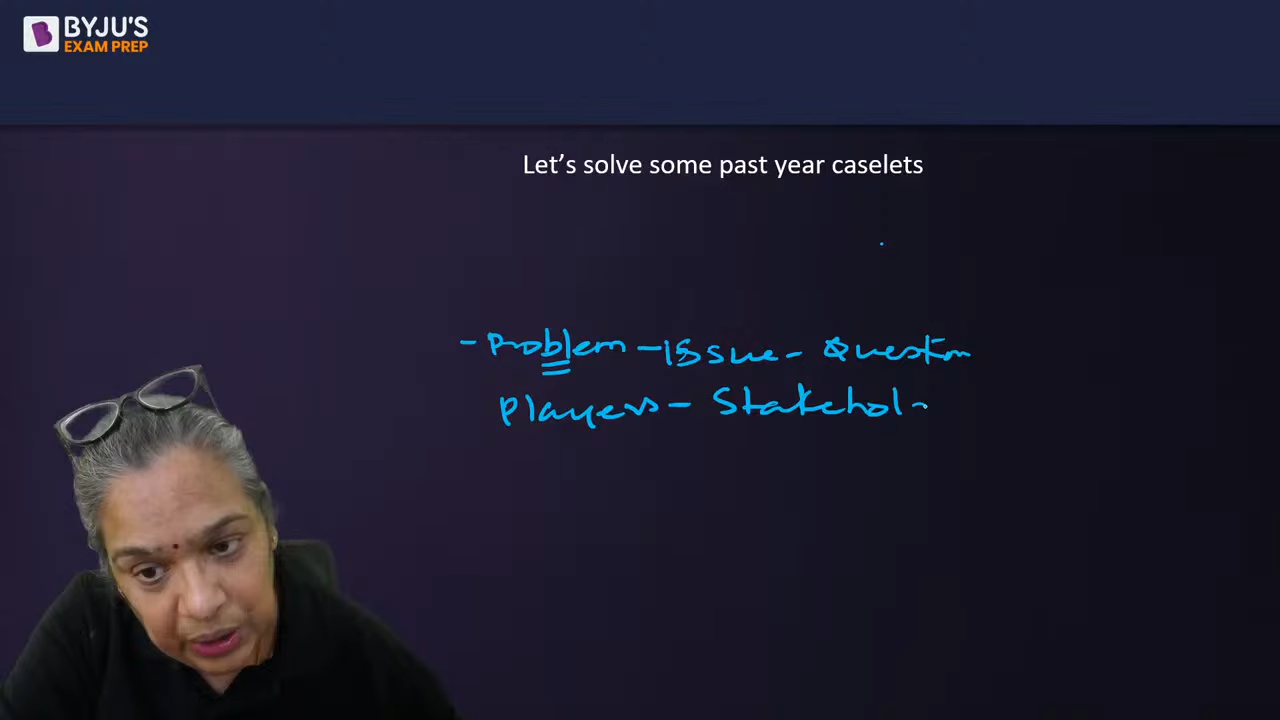 BYJU'S
EXAM PREP
Let's solve some past year caselets
- Problem - Issue - Question
Players - Stakehol